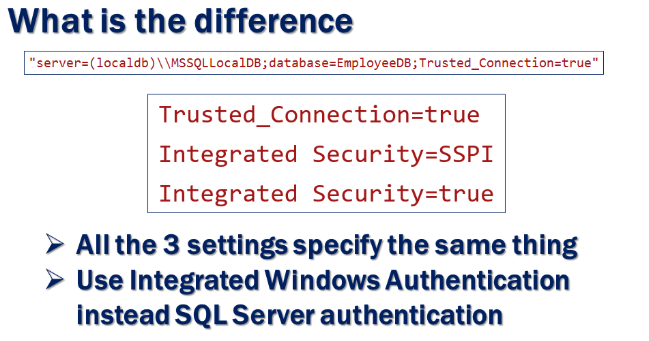 What is the difference
"server=(localdb)\\MSSQLLocalDB;database=EmployeeDB;Trusted_Connection=true"
Trusted_Connection=true
Integrated Security=SSPI
Integrated Security=true
➢ All the 3 settings specify the same thing
➢ Use Integrated Windows Authentication
instead SQL Server authentication